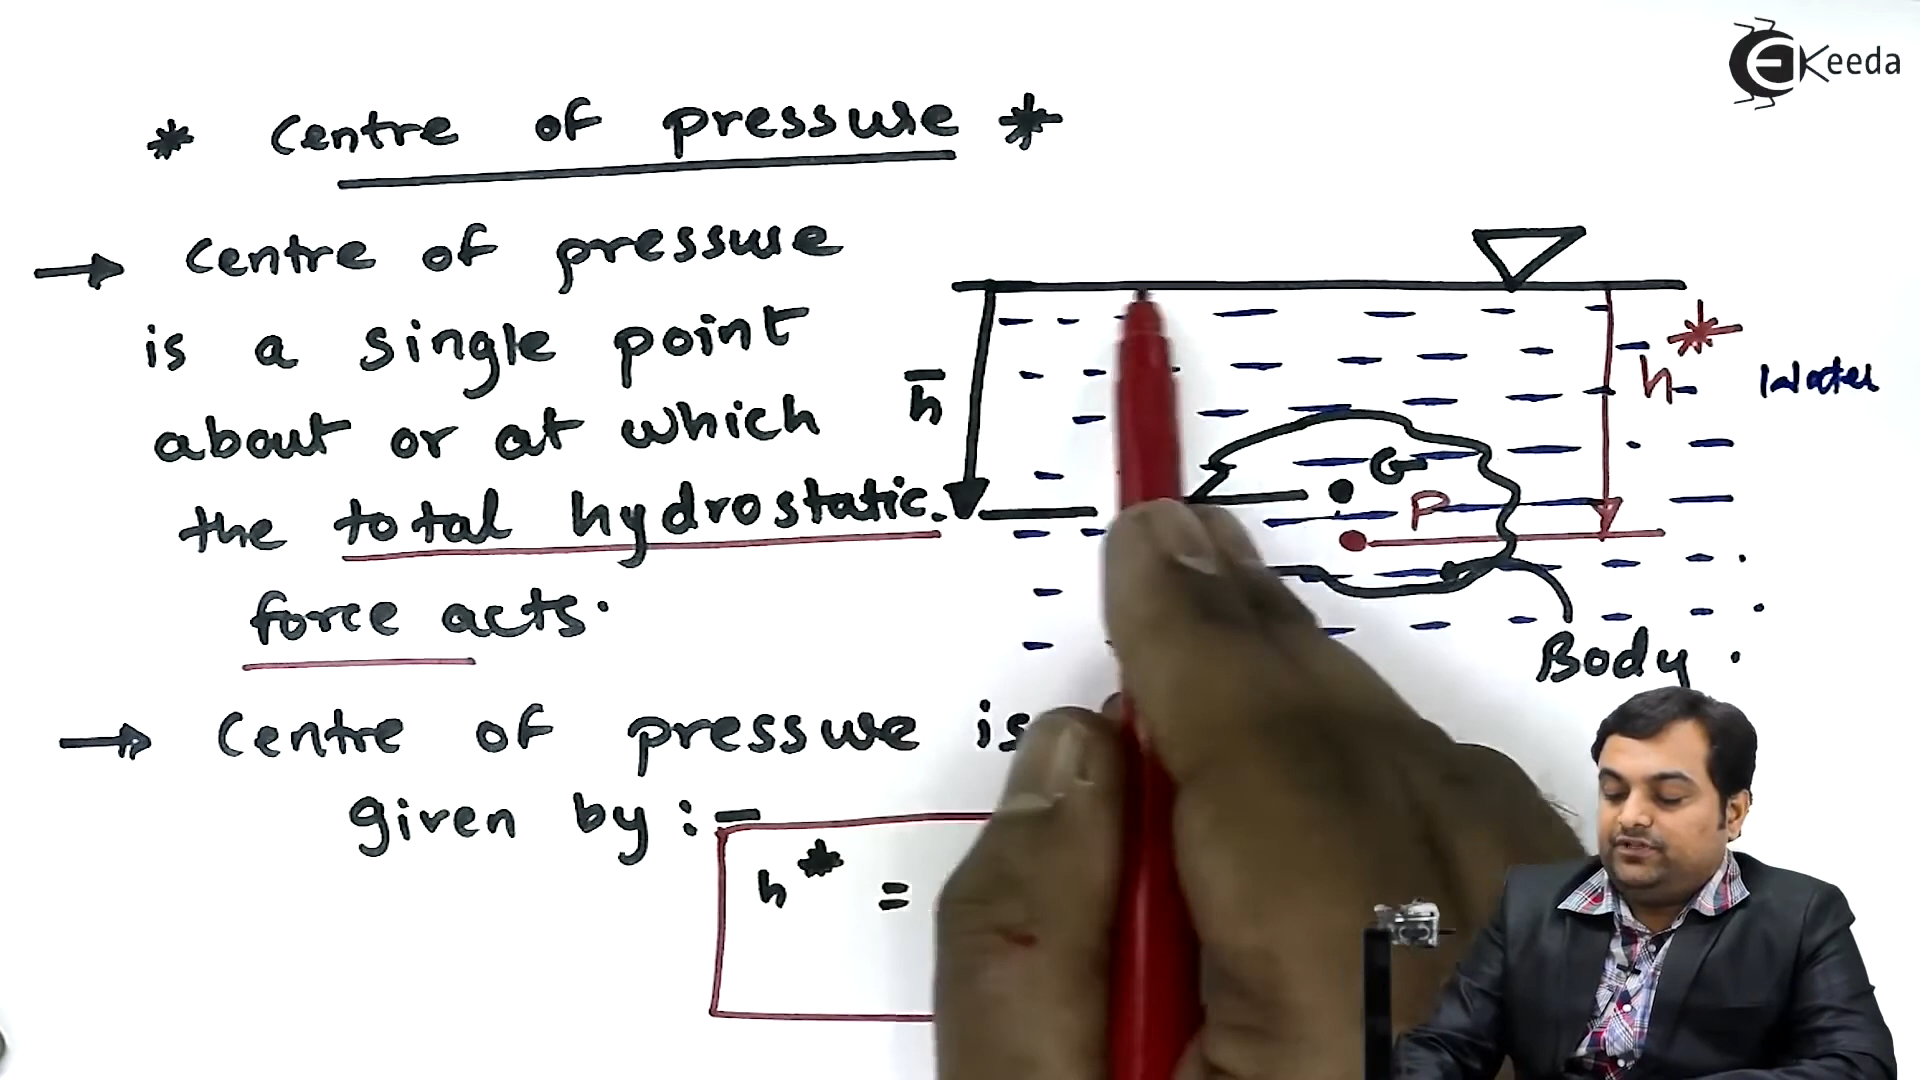 Keeda
* Centre of pressure *
→ Centre of pressure
is a single point
about or at which
the total hydrostatic.
force acts.
→ Centre of pressure is
given by :-
h* =
h̄
G
P
h*
Water
Body .